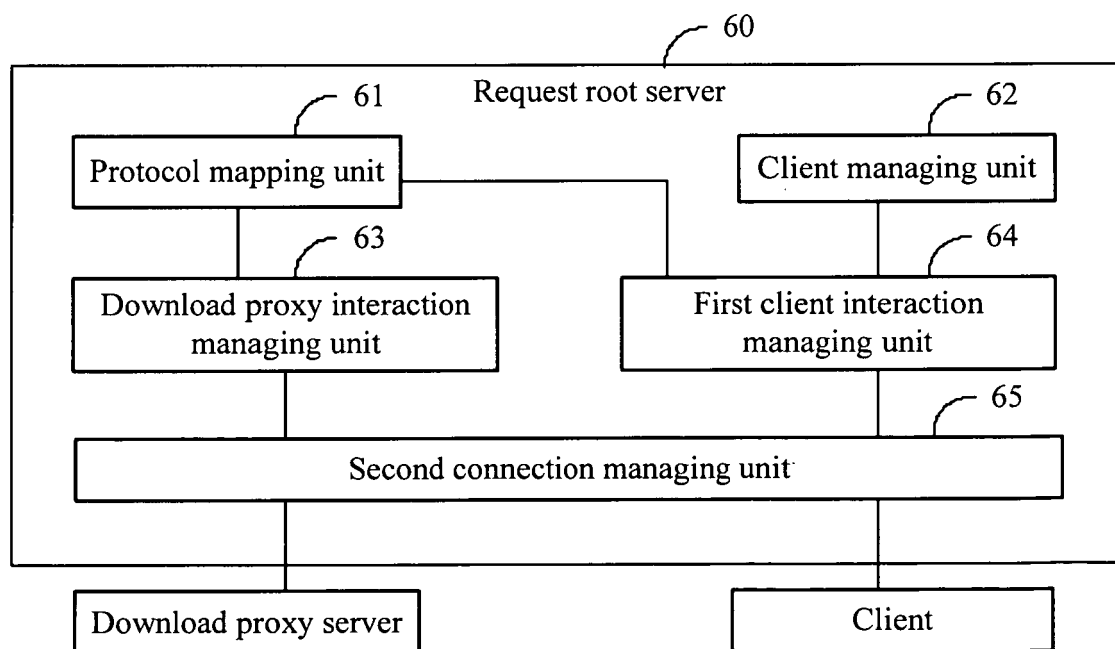 60
Request root server
61
62
Protocol mapping unit
Client managing unit
63
64
Download proxy interaction
managing unit
First client interaction
managing unit
65
Second connection managing unit
Download proxy server
Client